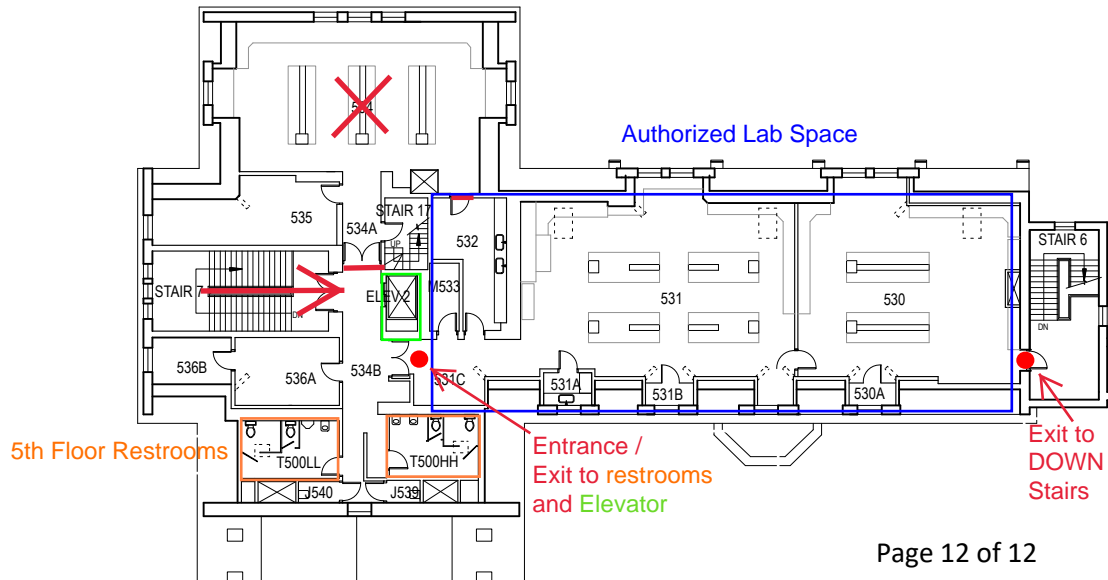 504
Authorized Lab Space
535
534A
STAIR 17
UP
532
STAIR 6
DN
STAIR 7
DN
ELEV 2
M533
531
530
536B
536A
534B
531C
531A
531B
530A
5th Floor Restrooms
T500LL
T500HH
J540
J539
Entrance /
Exit to restrooms
and Elevator
Exit to
DOWN
Stairs
Page 12 of 12